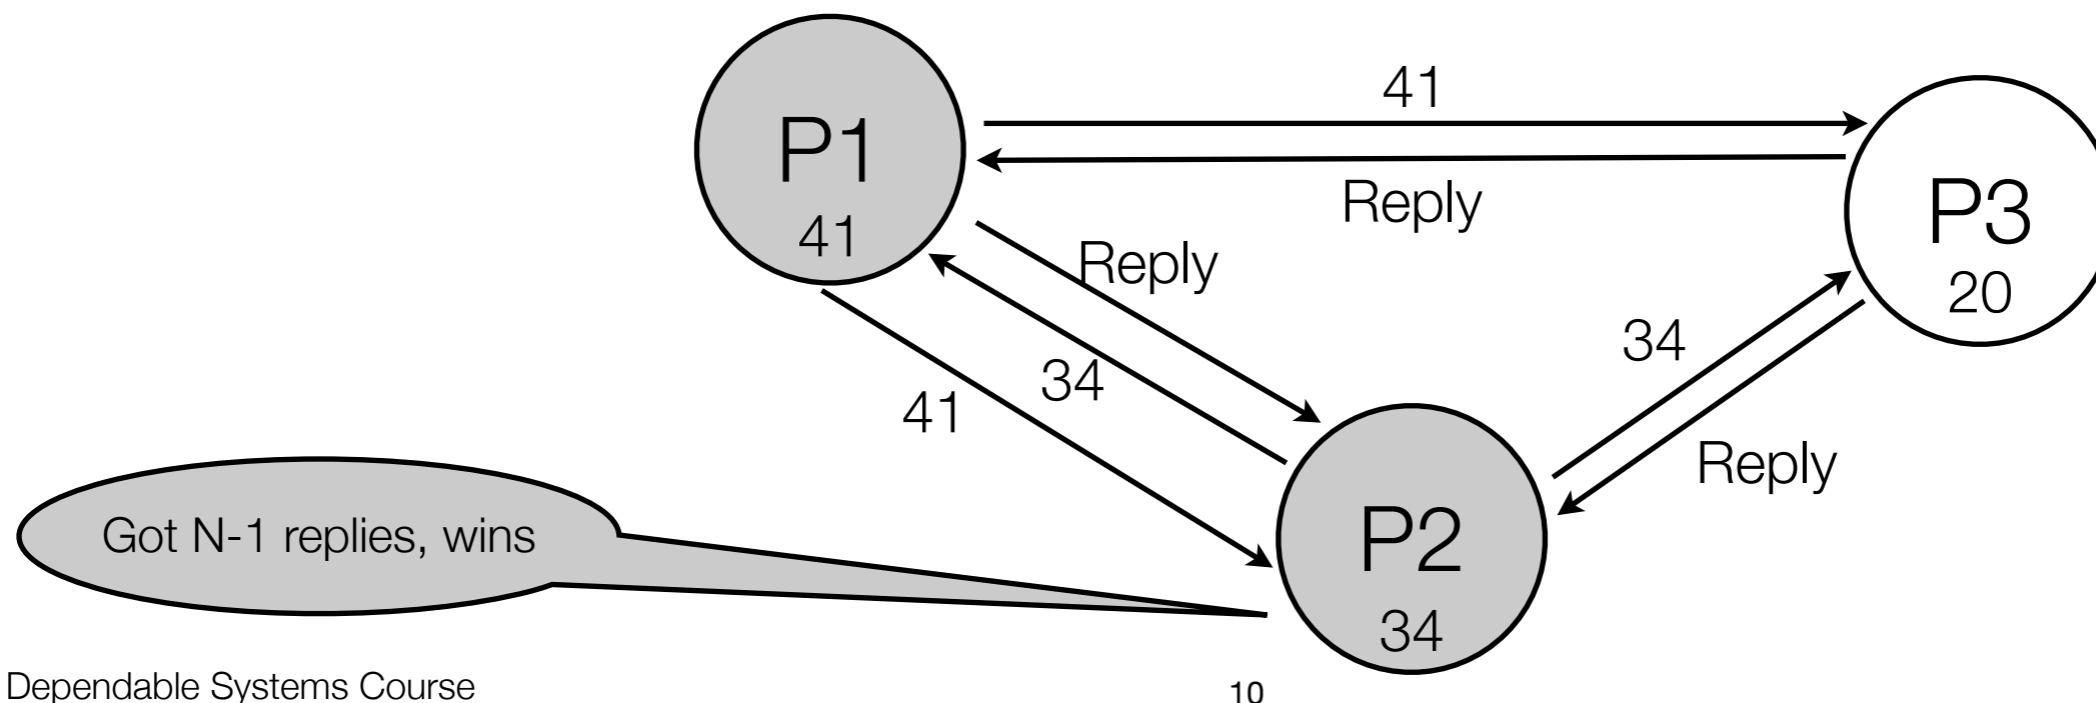 41
P1
41
P3
20
Reply
Reply
34
34
41
Reply
P2
34
Got N-1 replies, wins
Dependable Systems Course
10